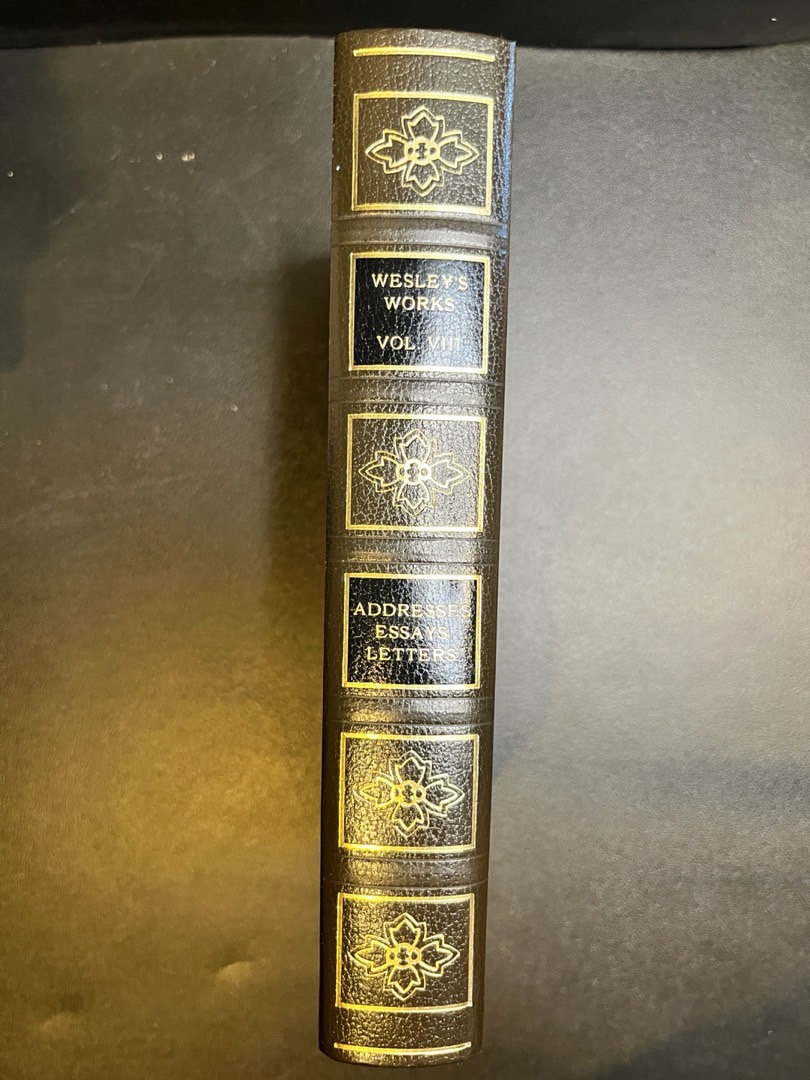 WESLEY'S
WORKS
VOL. VIII
ADDRESSES
ESSAYS
LETTERS